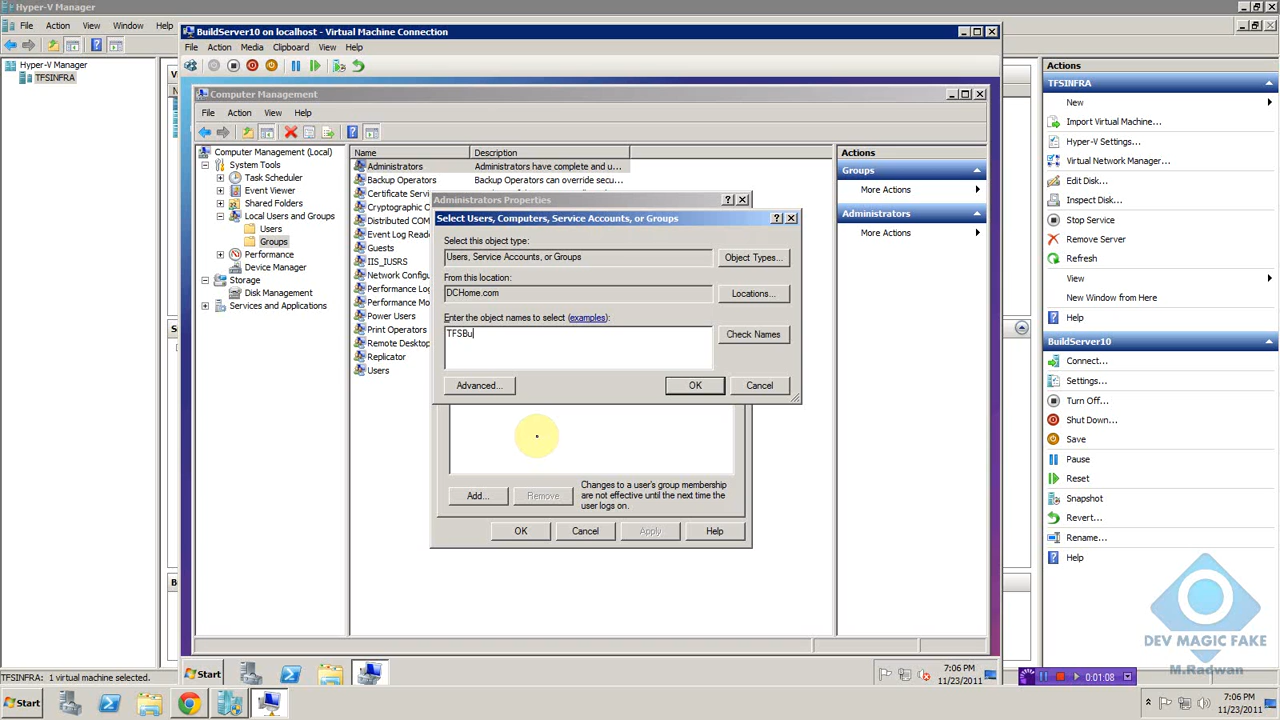 Hyper-V Manager
File Action View Window Help
Hyper-V Manager
TFSINFRA
BuildServer10 on localhost - Virtual Machine Connection
File Action Media Clipboard View Help
Computer Management
File Action View Help
Computer Management (Local)
System Tools
Task Scheduler
Event Viewer
Shared Folders
Local Users and Groups
Users
Groups
Performance
Device Manager
Storage
Disk Management
Services and Applications
Name Description
Administrators Administrators have complete and u...
Backup Operators Backup Operators can override secu...
Certificate Servi
Cryptographic O
Distributed COM
Event Log Reade
Guests
IIS_IUSRS
Network Configu
Performance Log
Performance Mo
Power Users
Print Operators
Remote Desktop
Replicator
Users
Administrators Properties
Select Users, Computers, Service Accounts, or Groups
Select this object type:
Users, Service Accounts, or Groups
Object Types...
From this location:
DCHome.com
Locations...
Enter the object names to select (examples):
TFSBu
Check Names
Advanced...
OK
Cancel
Add...
Remove
Changes to a user's group membership
are not effective until the next time the
user logs on.
OK
Cancel
Apply
Help
Actions
Groups
More Actions
Administrators
More Actions
Start
7:06 PM
11/23/2011
Actions
TFSINFRA
New
Import Virtual Machine...
Hyper-V Settings...
Virtual Network Manager...
Edit Disk...
Inspect Disk...
Stop Service
Remove Server
Refresh
View
New Window from Here
Help
BuildServer10
Connect...
Settings...
Turn Off...
Shut Down...
Save
Pause
Reset
Snapshot
Revert...
Rename...
Help
DEV MAGIC FAKE
M.Radwan
TFSINFRA: 1 virtual machine selected.
0:01:08
Start
7:06 PM
11/23/2011